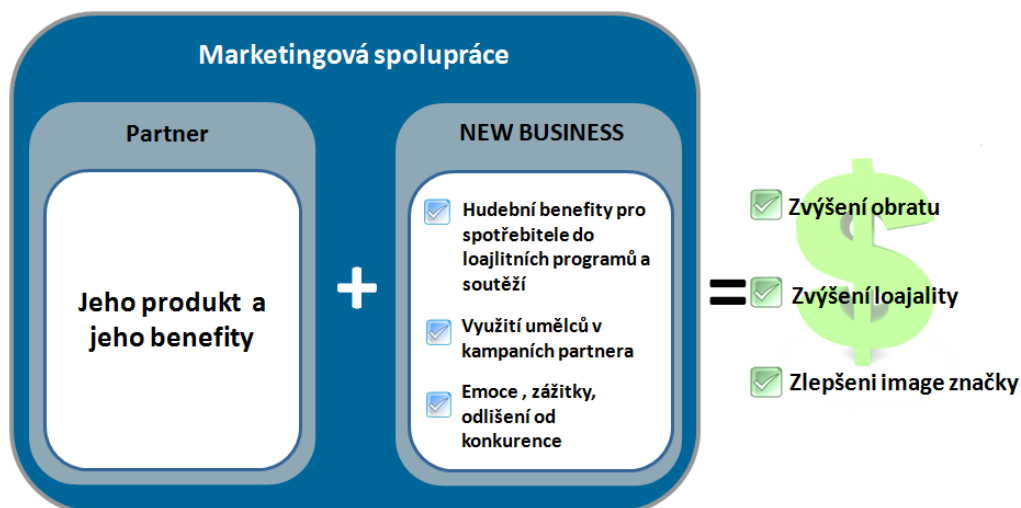 Marketingová spolupráce
Partner
Jeho produkt a
jeho benefity
+
NEW BUSINESS
Hudební benefity pro
spotřebitele do
loajlitních programů a
soutěží
Využití umělců v
kampaních partnera
Emoce , zážitky,
odlišení od
konkurence
=
$
Zvýšení obratu
Zvýšení loajality
Zlepšeni image značky